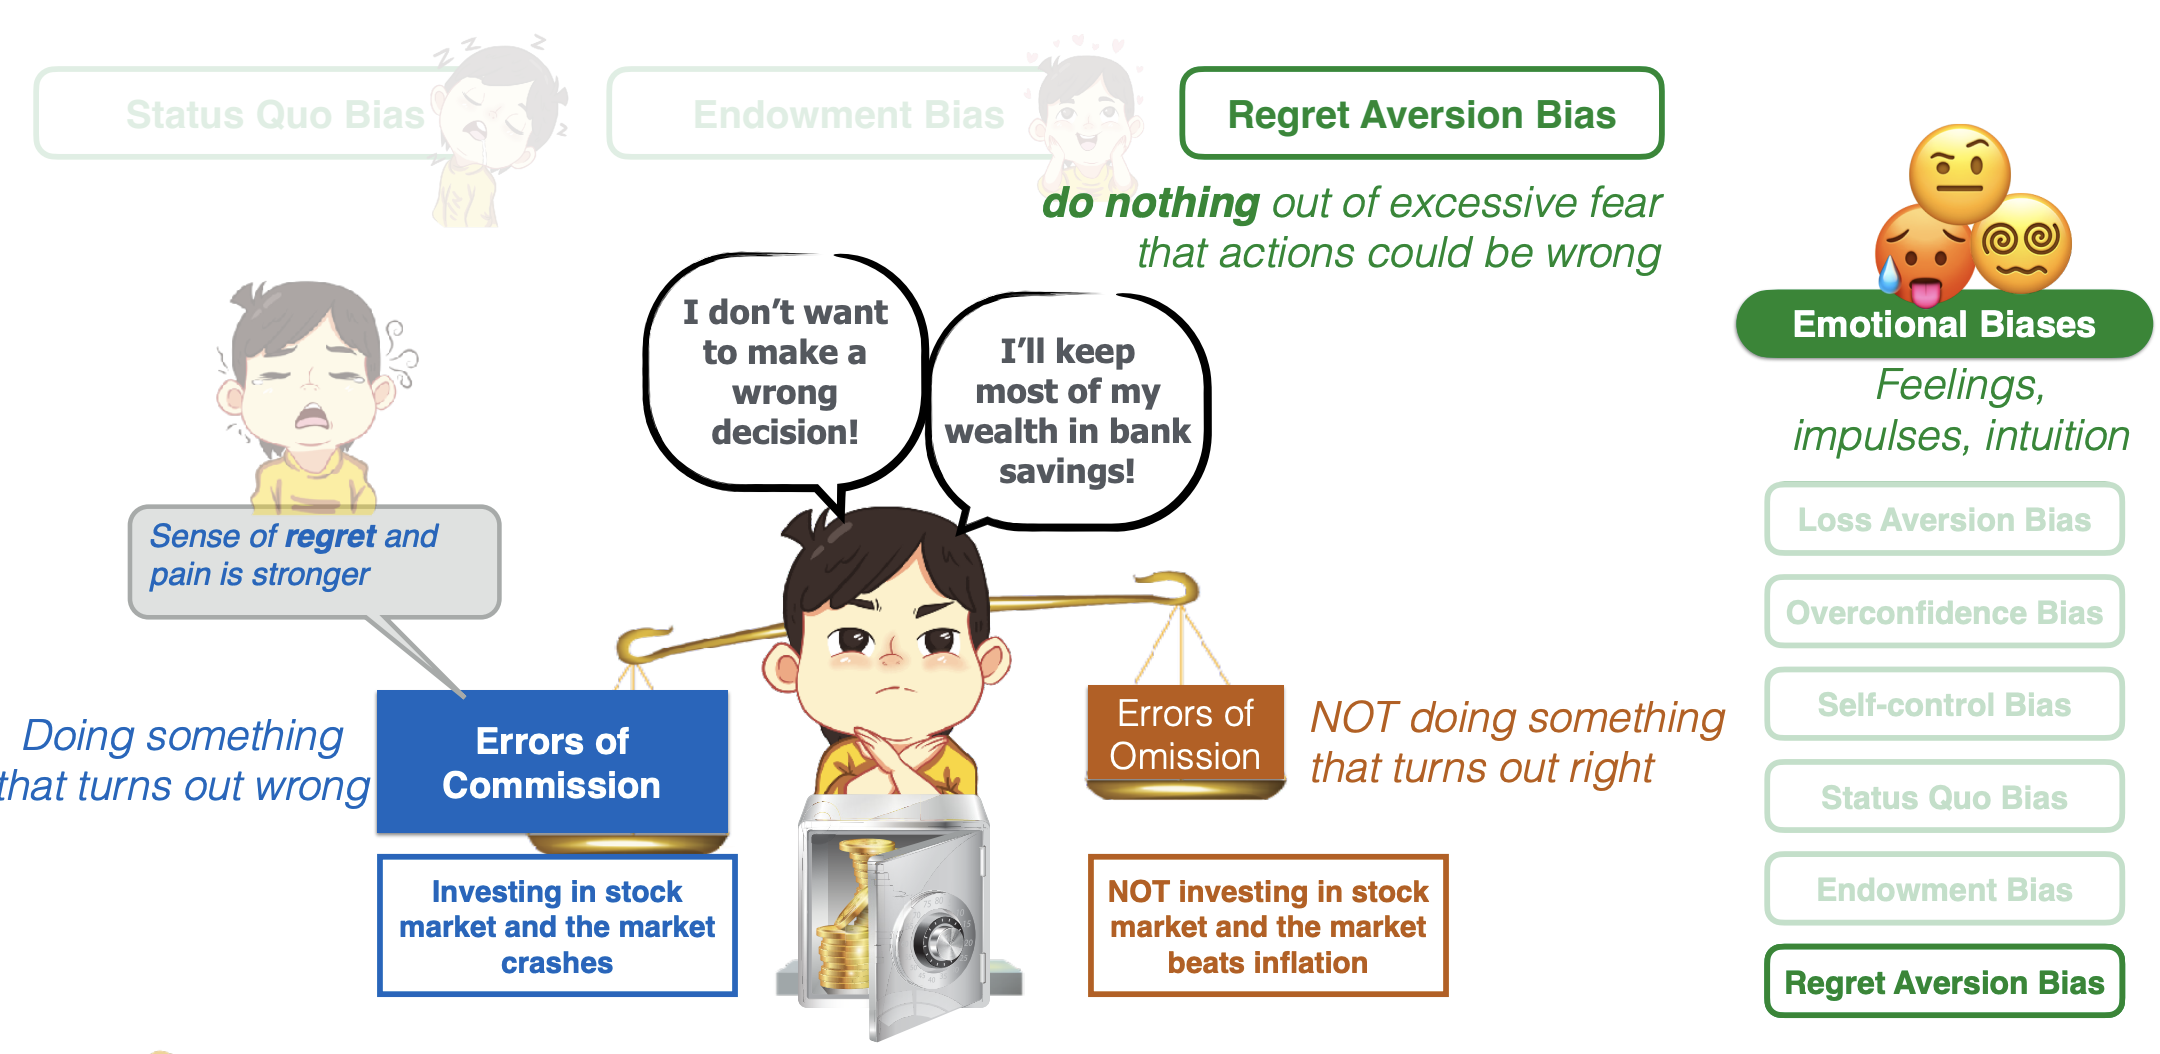 Status Quo Bias
Endowment Bias
Regret Aversion Bias
do nothing out of excessive fear
that actions could be wrong
I don't want
to make a
wrong
decision!
I'll keep
most of my
wealth in bank
savings!
Sense of regret and
pain is stronger
Doing something
that turns out wrong
Errors of
Commission
Investing in stock
market and the market
crashes
Errors of
Omission
NOT doing something
that turns out right
NOT investing in stock
market and the market
beats inflation
Emotional Biases
Feelings,
impulses, intuition
Loss Aversion Bias
Overconfidence Bias
Self-control Bias
Status Quo Bias
Endowment Bias
Regret Aversion Bias